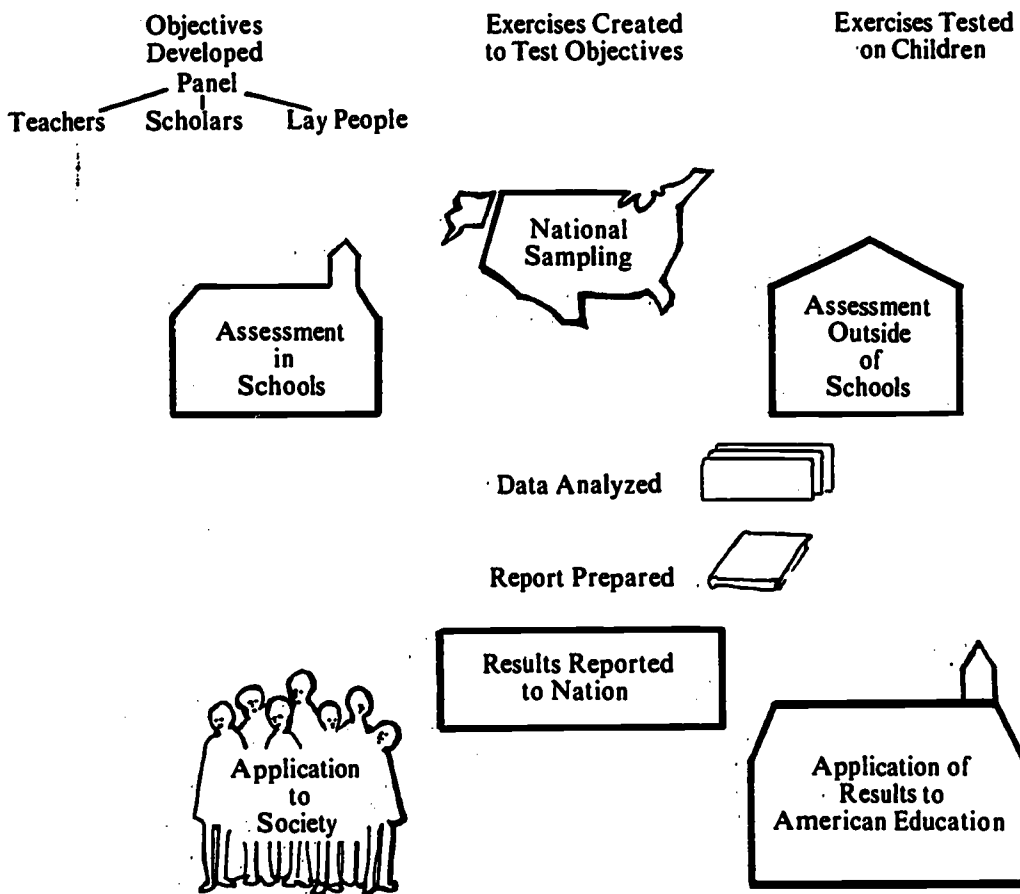 Objectives
Developed
Panel
Teachers Scholars Lay People
Exercises Created
to Test Objectives
Exercises Tested
on Children
National
Sampling
Assessment
in
Schools
Assessment
Outside
of
Schools
Data Analyzed
Report Prepared
Results Reported
to Nation
Application
to
Society
Application of
Results to
American Education